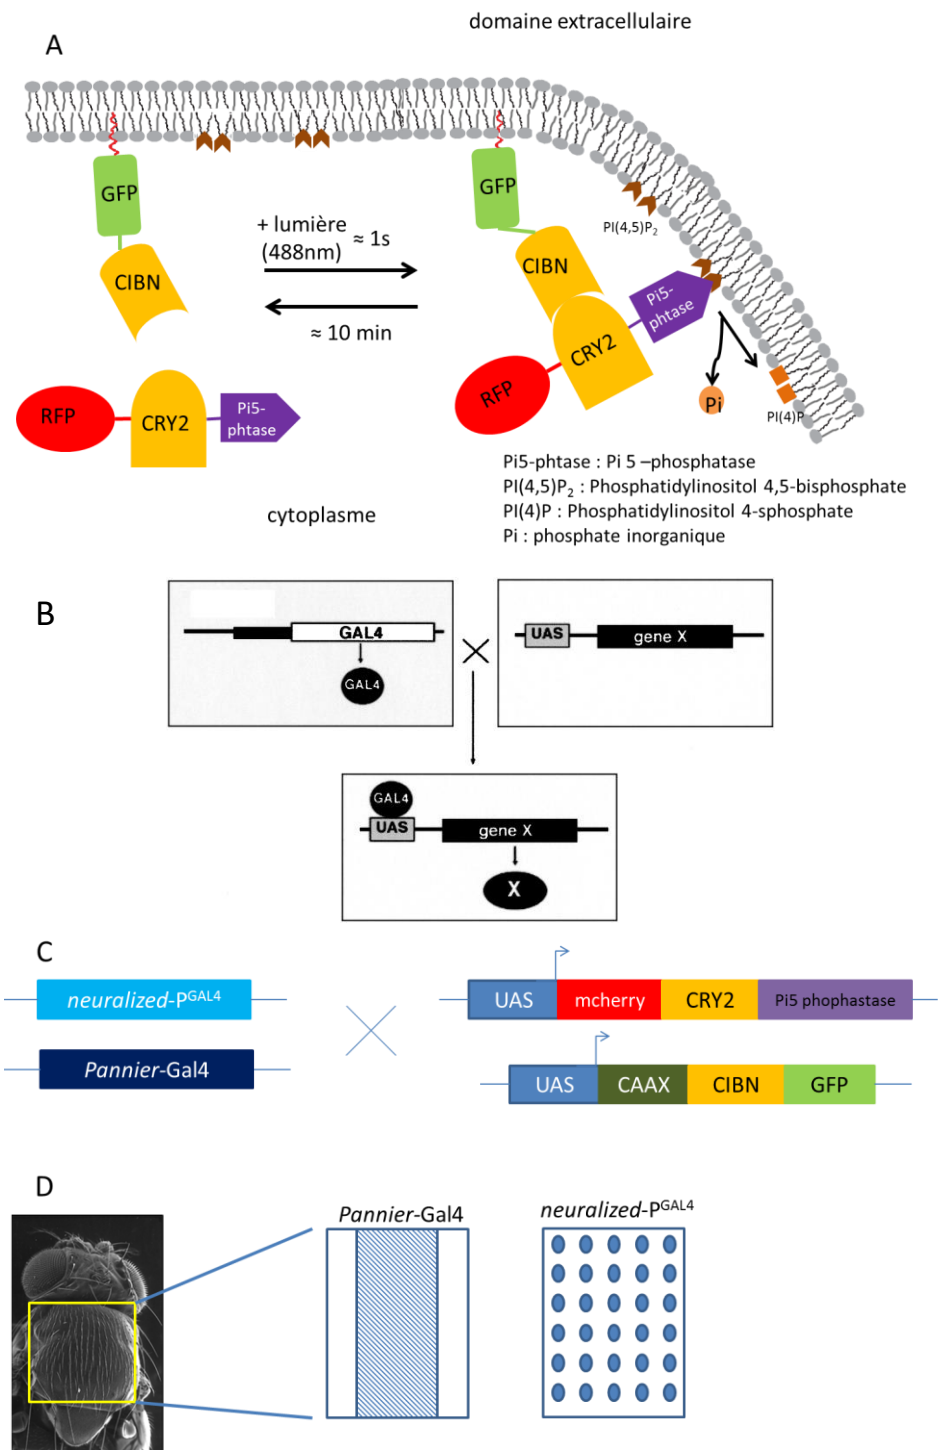 domaine extracellulaire
A
GFP
CIBN
+ lumière
(488nm)
≈ 1s
≈ 10 min
RFP
CRY2
Pi5-
phtase
GFP
CIBN
CRY2
RFP
Pi5-
phtase
PI(4,5)P₂
Pi
PI(4)P
cytoplasme
Pi5-phtase : Pi 5 –phosphatase
PI(4,5)P₂ : Phosphatidylinositol 4,5-bisphosphate
PI(4)P : Phosphatidylinositol 4-sphosphate
Pi : phosphate inorganique
B
GAL4
GAL4
UAS
gene X
GAL4
UAS
gene X
X
C
neuralized-Pᴳᴬᴸ⁴
Pannier-Gal4
UAS
mcherry
CRY2
Pi5 phophastase
UAS
CAAX
CIBN
GFP
D
Pannier-Gal4
neuralized-Pᴳᴬᴸ⁴